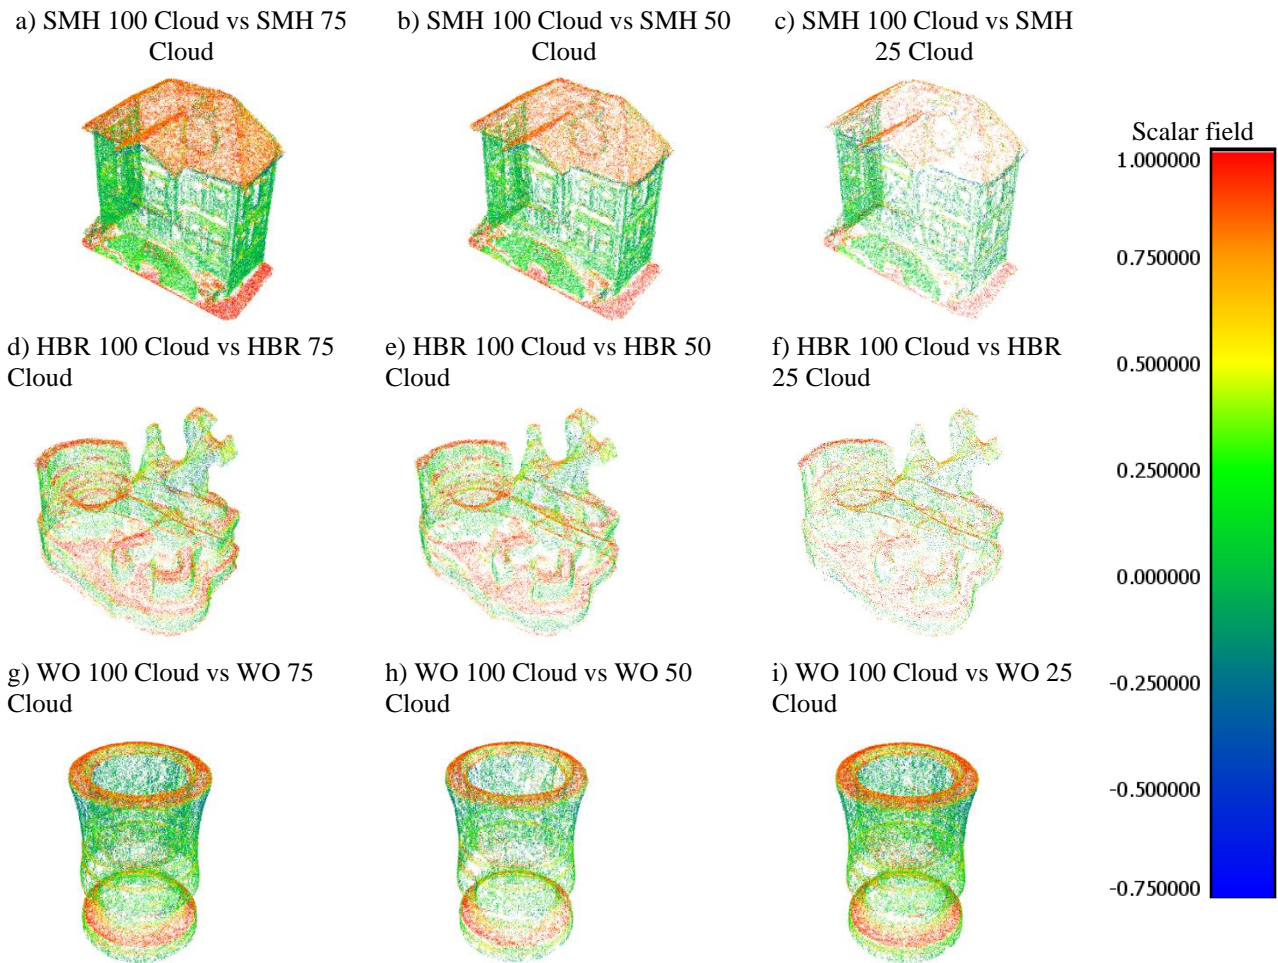 a) SMH 100 Cloud vs SMH 75
Cloud
b) SMH 100 Cloud vs SMH 50
Cloud
c) SMH 100 Cloud vs SMH
25 Cloud
Scalar field
1.000000
0.750000
0.500000
0.250000
0.000000
-0.250000
-0.500000
-0.750000
d) HBR 100 Cloud vs HBR 75
Cloud
e) HBR 100 Cloud vs HBR 50
Cloud
f) HBR 100 Cloud vs HBR
25 Cloud
g) WO 100 Cloud vs WO 75
Cloud
h) WO 100 Cloud vs WO 50
Cloud
i) WO 100 Cloud vs WO 25
Cloud